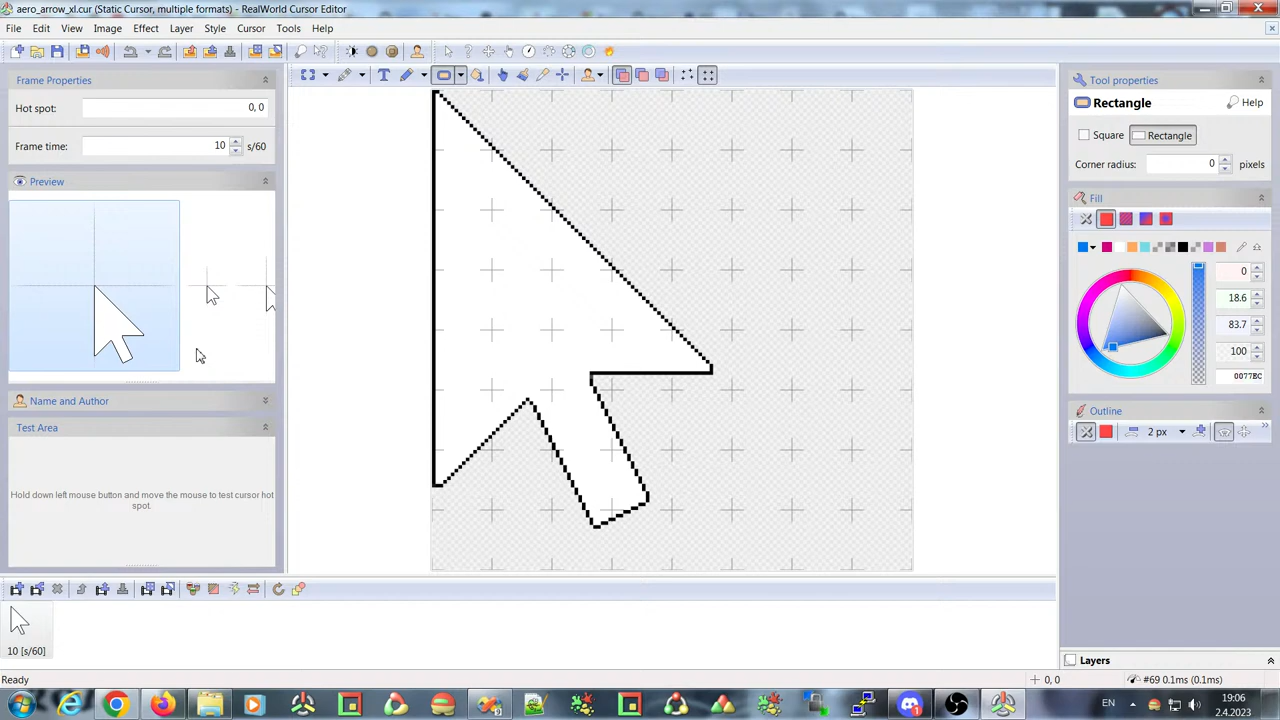 aero_arrow_xl.cur (Static Cursor, multiple formats) - RealWorld Cursor Editor
File Edit View Image Effect Layer Style Cursor Tools Help
Frame Properties
Hot spot: 0, 0
Frame time: 10 s/60
Preview
Name and Author
Test Area
Hold down left mouse button and move the mouse to test cursor hot
spot.
10 [s/60]
Tool properties
Rectangle Help
Square Rectangle
Corner radius: 0 pixels
Fill
0
18.6
83.7
100
0077BC
Outline
2 px
Layers
Ready 0, 0 #69 0.1ms (0.1ms)
EN 19:06
2.4.2023